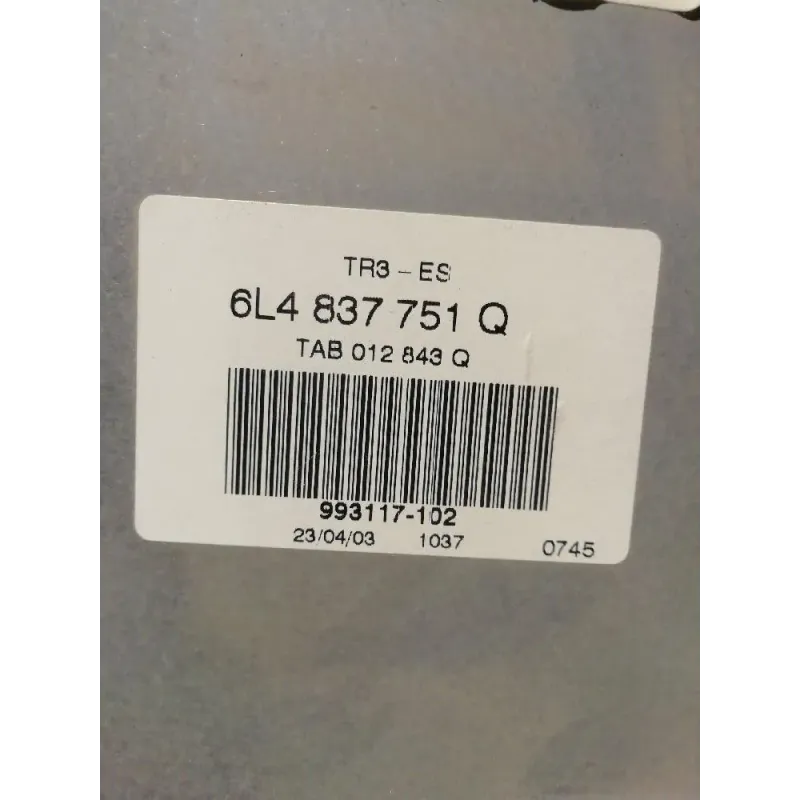 TR3 - ES
6L4 837 751 Q
TAB 012 843 Q
993117-102
23/04/03 1037 0745